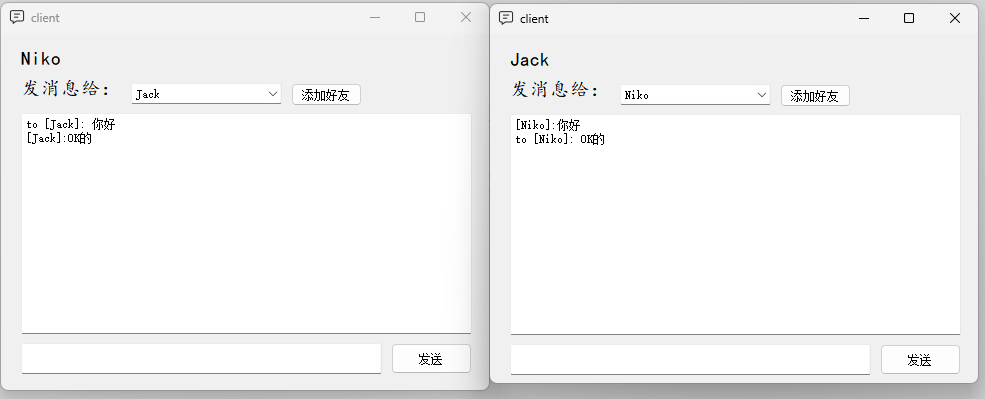 client
Niko
发消息给： Jack 添加好友
to [Jack]: 你好
[Jack]:OK的
发送
client
Jack
发消息给： Niko 添加好友
[Niko]:你好
to [Niko]: OK的
发送